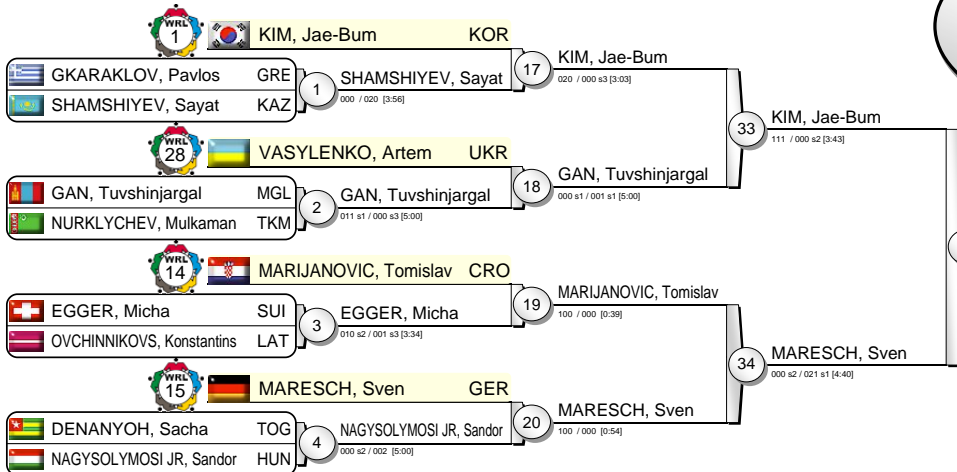 WRL 1 KIM, Jae-Bum KOR
GKARAKLOV, Pavlos GRE
SHAMSHIYEV, Sayat KAZ
1
SHAMSHIYEV, Sayat
000 / 020 [3:56]
17
KIM, Jae-Bum
020 / 000 s3 [3:03]
WRL 28 VASYLENKO, Artem UKR
GAN, Tuvshinjargal MGL
NURKLYCHEV, Mulkaman TKM
2
GAN, Tuvshinjargal
011 s1 / 000 s3 [5:00]
18
GAN, Tuvshinjargal
000 s1 / 001 s1 [5:00]
33
KIM, Jae-Bum
111 / 000 s2 [3:43]
WRL 14 MARIJANOVIC, Tomislav CRO
EGGER, Micha SUI
OVCHINNIKOVS, Konstantins LAT
3
EGGER, Micha
010 s2 / 001 s3 [3:34]
19
MARIJANOVIC, Tomislav
100 / 000 [0:39]
WRL 15 MARESCH, Sven GER
DENANYOH, Sacha TOG
NAGYSOLYMOSI JR, Sandor HUN
4
NAGYSOLYMOSI JR, Sandor
000 s2 / 002 [5:00]
20
MARESCH, Sven
100 / 000 [0:54]
34
MARESCH, Sven
000 s2 / 021 s1 [4:40]